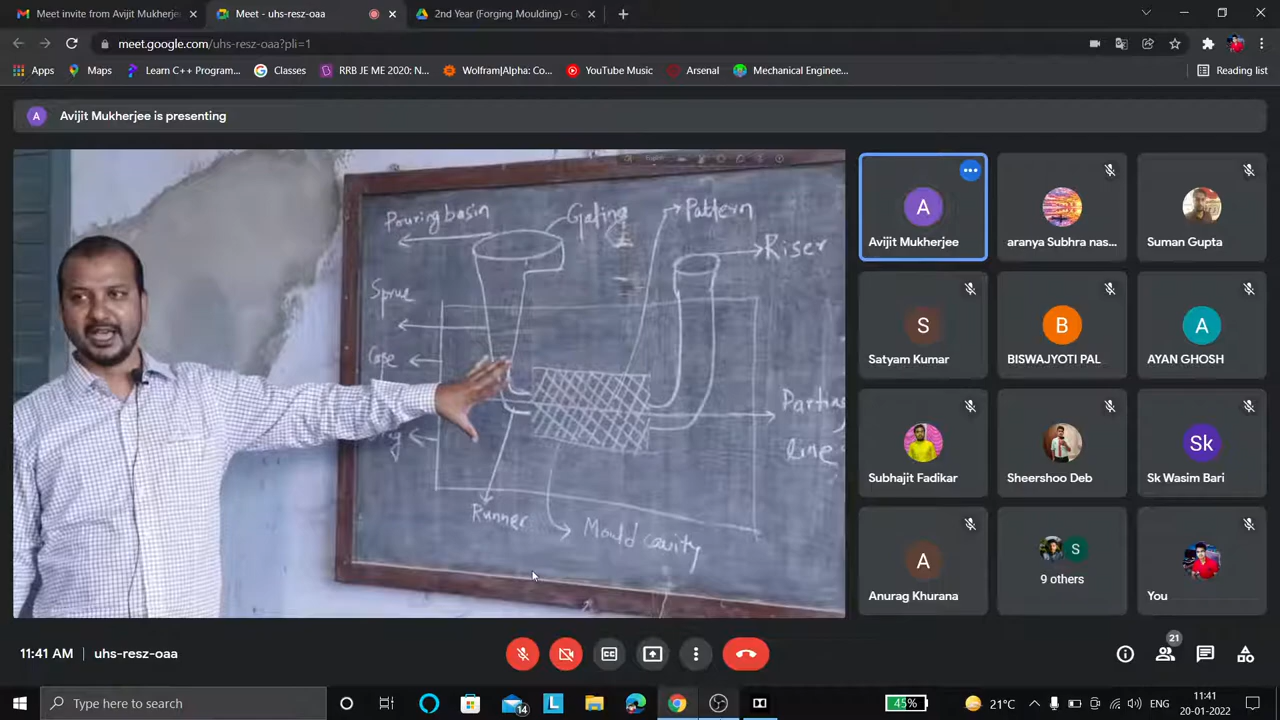 Meet invite from Avijit Mukherje
Meet - uhs-resz-oaa
2nd Year (Forging Moulding) - G
meet.google.com/uhs-resz-oaa?pli=1
Apps
Maps
Learn C++ Program...
Classes
RRB JE ME 2020: N...
Wolfram|Alpha: Co...
YouTube Music
Arsenal
Mechanical Enginee...
Reading list
A
Avijit Mukherjee is presenting
Pouring basin
Gating
Pattern
Riser
Sprue
Cope
Parting
line
y
Runner
Mould cavity
A
Avijit Mukherjee
aranya Subhra nas...
Suman Gupta
S
Satyam Kumar
B
BISWAJYOTI PAL
A
AYAN GHOSH
Subhajit Fadikar
Sheershoo Deb
Sk
Sk Wasim Bari
A
Anurag Khurana
S
9 others
You
11:41 AM
uhs-resz-oaa
CC
21
Type here to search
14
L
45%
21°C
ENG
11:41
20-01-2022